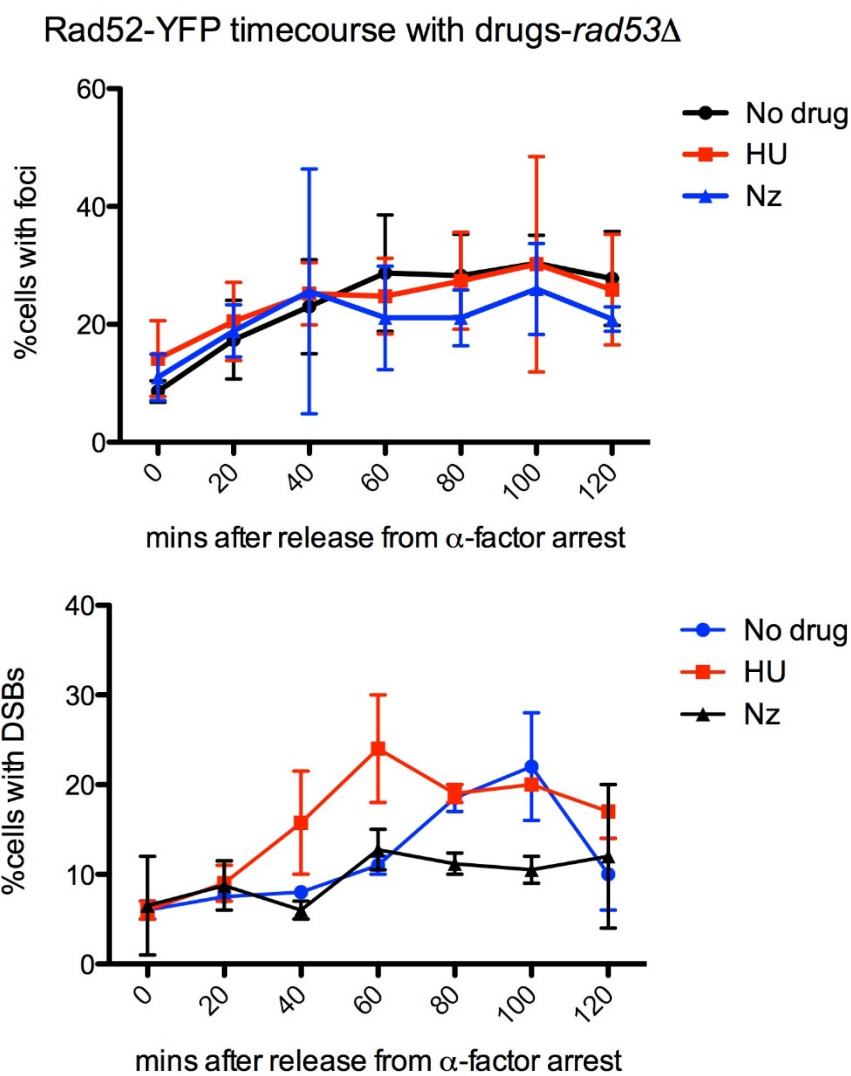 Rad52-YFP timecourse with drugs-rad53Δ
60
40
20
0
%cells with foci
No drug
HU
Nz
0 20 40 60 80 100 120
mins after release from α-factor arrest
40
30
20
10
0
%cells with DSBs
No drug
HU
Nz
0 20 40 60 80 100 120
mins after release from α-factor arrest